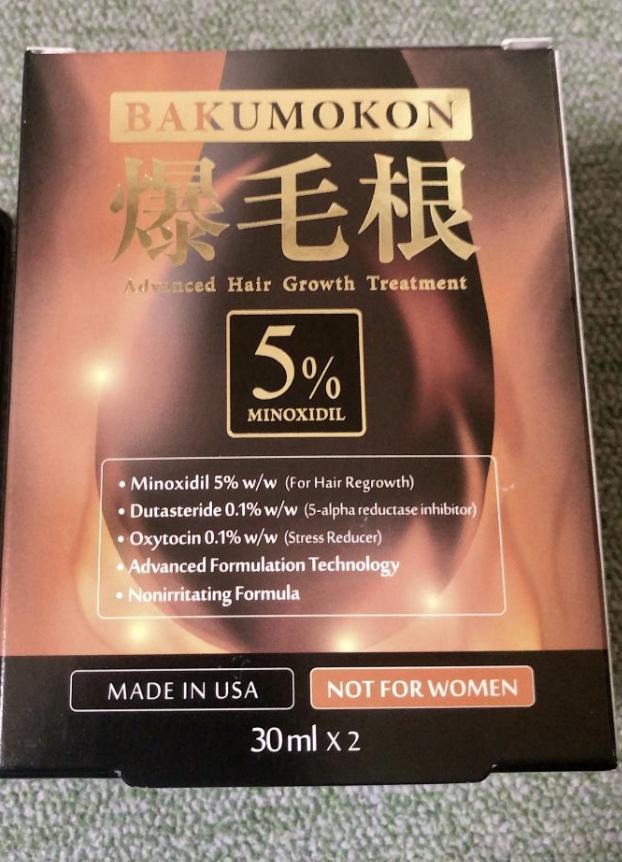 BAKUMOKON
爆毛根
Advanced Hair Growth Treatment
5%
MINOXIDIL
• Minoxidil 5% w/w (For Hair Regrowth)
• Dutasteride 0.1% w/w (5-alpha reductase inhibitor)
• Oxytocin 0.1% w/w (Stress Reducer)
• Advanced Formulation Technology
• Nonirritating Formula
MADE IN USA
NOT FOR WOMEN
30ml X 2